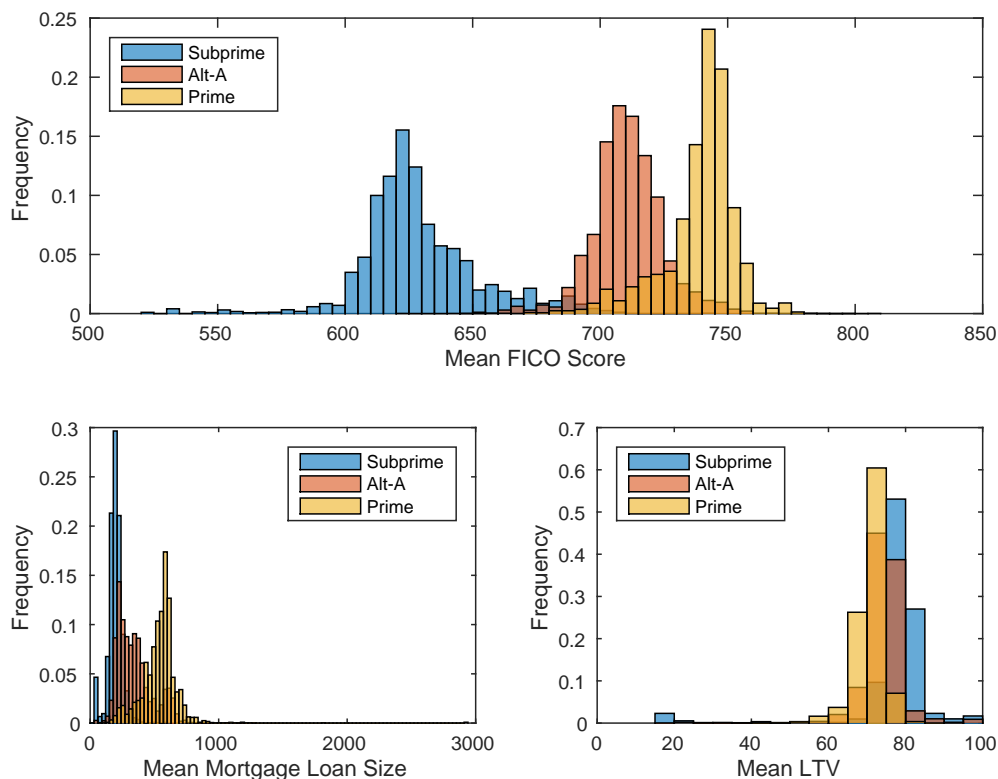 0.25
0.2
0.15
0.1
0.05
0
Frequency
Subprime
Alt-A
Prime
500 550 600 650 700 750 800 850
Mean FICO Score
0.3
0.25
0.2
0.15
0.1
0.05
0
Frequency
Subprime
Alt-A
Prime
0 1000 2000 3000
Mean Mortgage Loan Size
0.7
0.6
0.5
0.4
0.3
0.2
0.1
0
Frequency
Subprime
Alt-A
Prime
0 20 40 60 80 100
Mean LTV